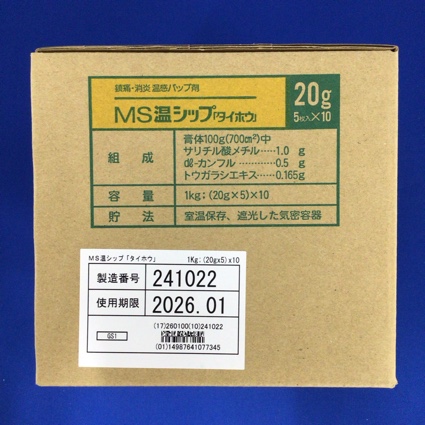 鎮痛・消炎 温感パップ剤
MS温シップ「タイホウ」
20g
5枚入×10
組成
膏体100g(700cm²)中
サリチル酸メチル……1.0 g
dℓ-カンフル…………0.5 g
トウガラシエキス…0.165g
容量 1kg:(20g×5)×10
貯法 室温保存、遮光した気密容器
MS温シップ「タイホウ」 1Kg:(20gx5)x10
製造番号 241022
使用期限 2026.01
(17)260100(10)241022
GS1
(01)14987641077345